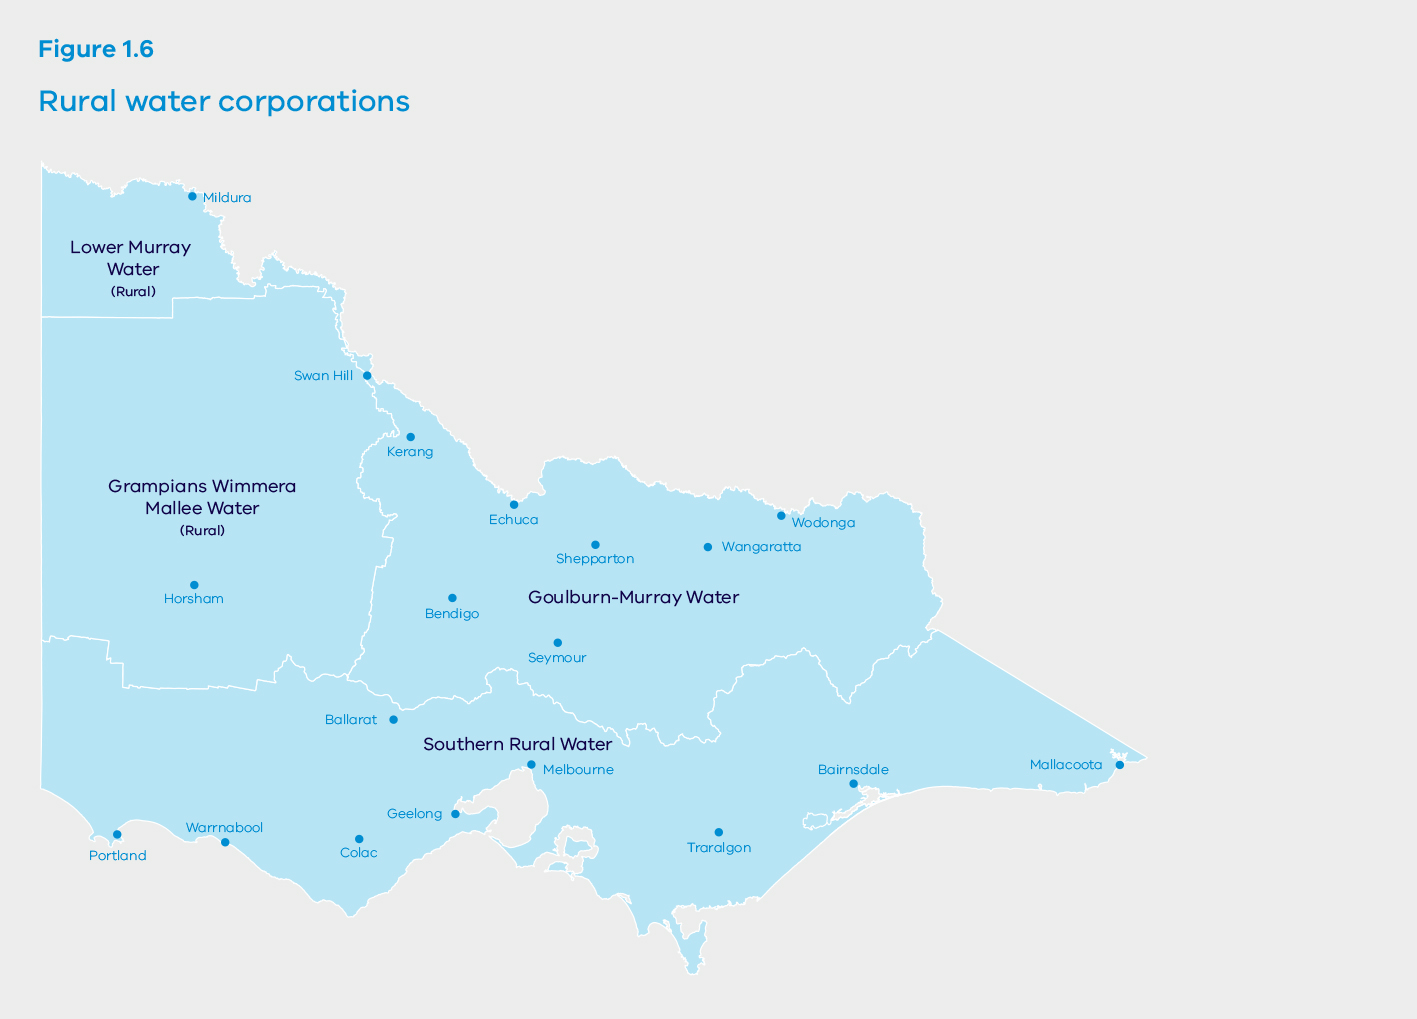 Figure 1.6
Rural water corporations
Mildura
Lower Murray
Water
(Rural)
Swan Hill
Kerang
Grampians Wimmera
Mallee Water
(Rural)
Echuca
Wodonga
Shepparton
Wangaratta
Horsham
Goulburn-Murray Water
Bendigo
Seymour
Ballarat
Southern Rural Water
Melbourne
Mallacoota
Bairnsdale
Geelong
Warrnabool
Portland
Colac
Traralgon